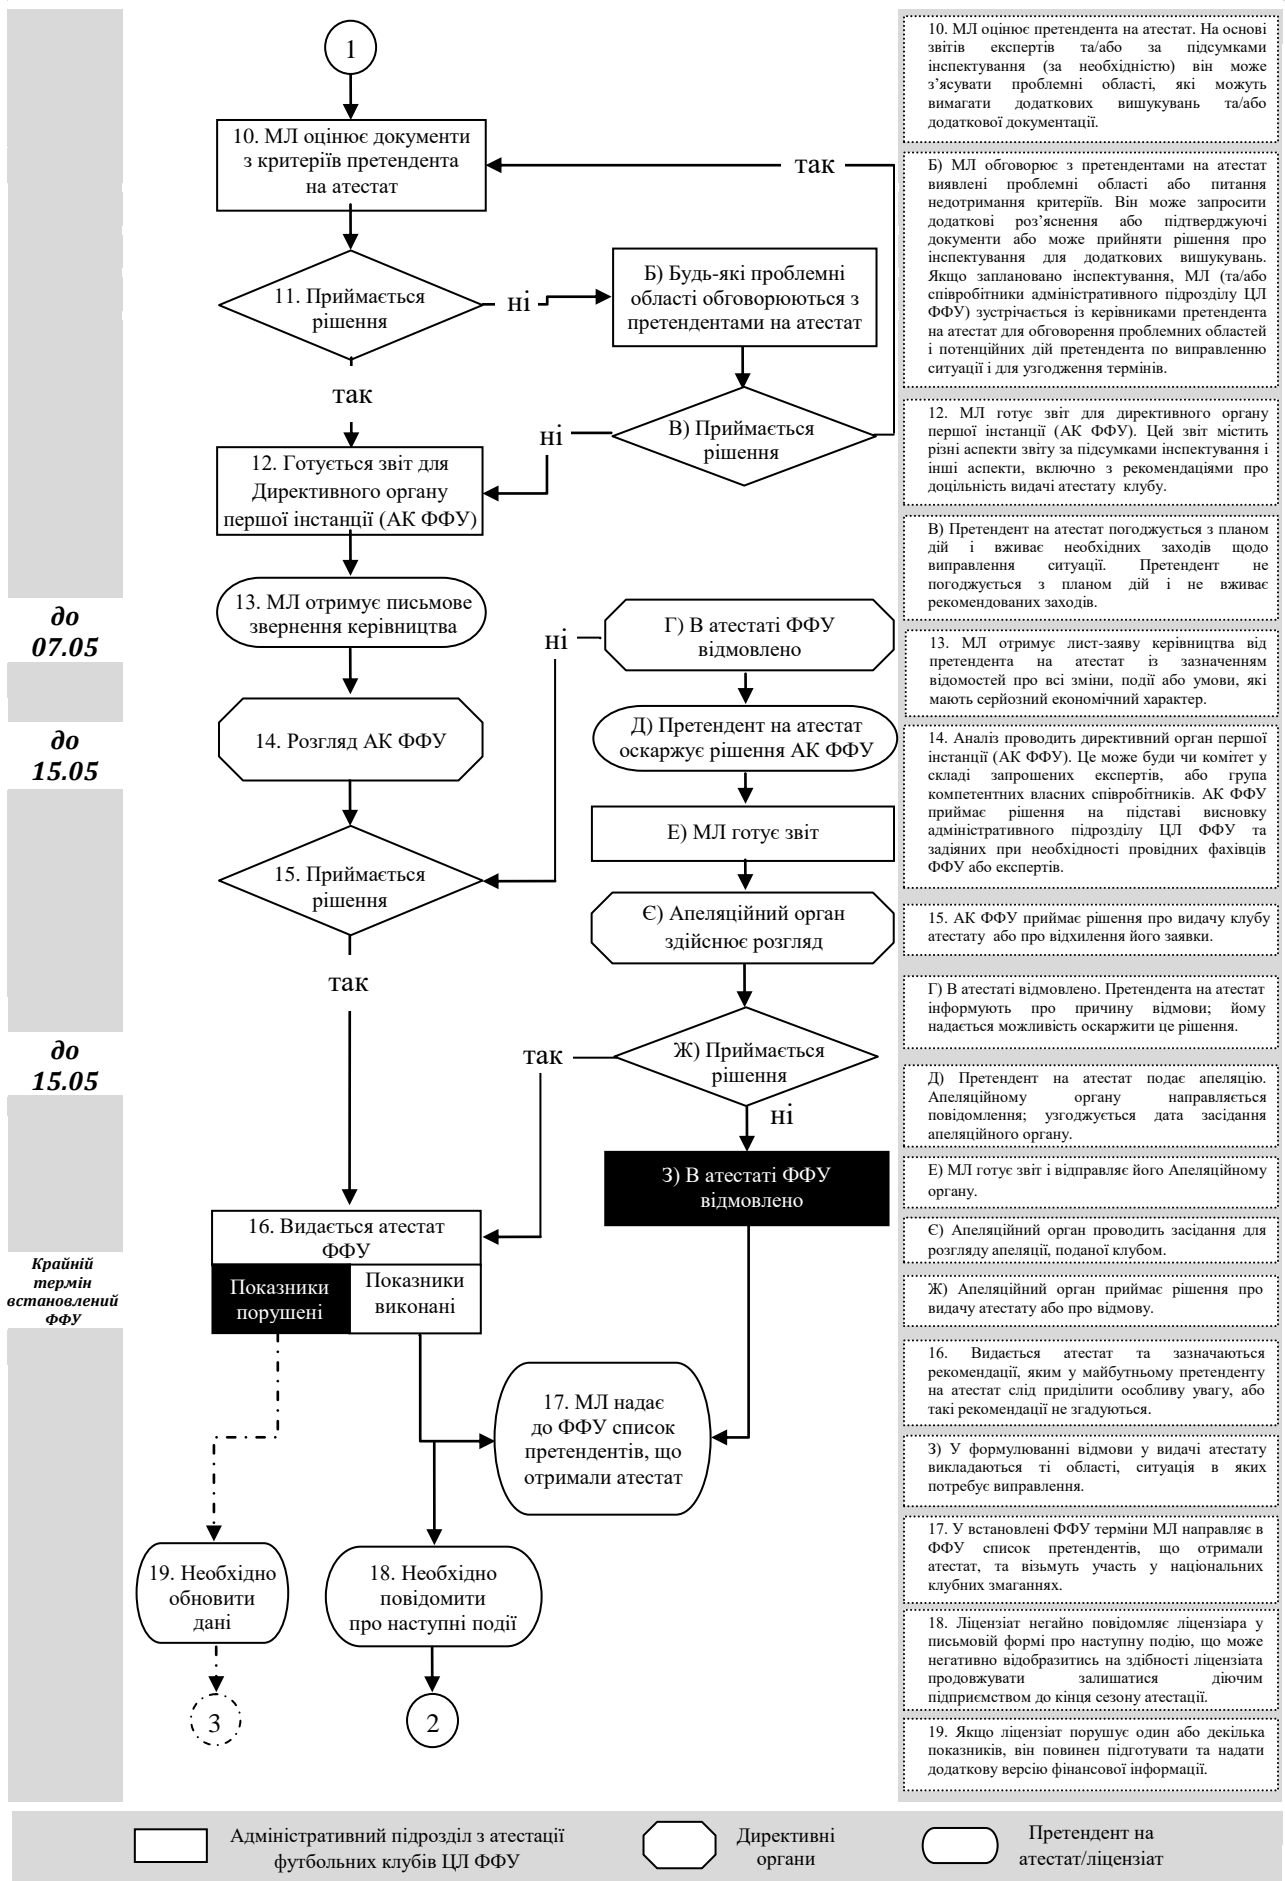 1
10. МЛ оцінює документи
з критеріїв претендента
на атестат
так
11. Приймається
рішення
ні
Б) Будь-які проблемні
області обговорюються з
претендентами на атестат
так
В) Приймається
рішення
ні
12. Готується звіт для
Директивного органу
першої інстанції (АК ФФУ)
13. МЛ отримує письмове
звернення керівництва
до
07.05
Г) В атестаті ФФУ
відмовлено
ні
14. Розгляд АК ФФУ
до
15.05
Д) Претендент на атестат
оскаржує рішення АК ФФУ
Е) МЛ готує звіт
15. Приймається
рішення
Є) Апеляційний орган
здійснює розгляд
так
до
15.05
Ж) Приймається
рішення
так
ні
З) В атестаті ФФУ
відмовлено
16. Видається атестат
ФФУ
Показники
порушені
Показники
виконані
Крайній
термін
встановлений
ФФУ
17. МЛ надає
до ФФУ список
претендентів, що
отримали атестат
19. Необхідно
обновити
дані
18. Необхідно
повідомити
про наступні події
3
2
10. МЛ оцінює претендента на атестат. На основі
звітів експертів та/або за підсумками
інспектування (за необхідністю) він може
з’ясувати проблемні області, які можуть
вимагати додаткових вишукувань та/або
додаткової документації.
Б) МЛ обговорює з претендентами на атестат
виявлені проблемні області або питання
недотримання критеріїв. Він може запросити
додаткові роз’яснення або підтверджуючі
документи або може прийняти рішення про
інспектування для додаткових вишукувань.
Якщо заплановано інспектування, МЛ (та/або
співробітники адміністративного підрозділу ЦЛ
ФФУ) зустрічається із керівниками претендента
на атестат для обговорення проблемних областей
і потенційних дій претендента по виправленню
ситуації і для узгодження термінів.
12. МЛ готує звіт для директивного органу
першої інстанції (АК ФФУ). Цей звіт містить
різні аспекти звіту за підсумками інспектування і
інші аспекти, включно з рекомендаціями про
доцільність видачі атестату клубу.
В) Претендент на атестат погоджується з планом
дій і вживає необхідних заходів щодо
виправлення ситуації. Претендент не
погоджується з планом дій і не вживає
рекомендованих заходів.
13. МЛ отримує лист-заяву керівництва від
претендента на атестат із зазначенням
відомостей про всі зміни, події або умови, які
мають серйозний економічний характер.
14. Аналіз проводить директивний орган першої
інстанції (АК ФФУ). Це може буди чи комітет у
складі запрошених експертів, або група
компетентних власних співробітників. АК ФФУ
приймає рішення на підставі висновку
адміністративного підрозділу ЦЛ ФФУ та
задіяних при необхідності провідних фахівців
ФФУ або експертів.
15. АК ФФУ приймає рішення про видачу клубу
атестату або про відхилення його заявки.
Г) В атестаті відмовлено. Претендента на атестат
інформують про причину відмови; йому
надається можливість оскаржити це рішення.
Д) Претендент на атестат подає апеляцію.
Апеляційному органу направляється
повідомлення; узгоджується дата засідання
апеляційного органу.
Е) МЛ готує звіт і відправляє його Апеляційному
органу.
Є) Апеляційний орган проводить засідання для
розгляду апеляції, поданої клубом.
Ж) Апеляційний орган приймає рішення про
видачу атестату або про відмову.
16. Видається атестат та зазначаються
рекомендації, яким у майбутньому претенденту
на атестат слід приділити особливу увагу, або
такі рекомендації не згадуються.
З) У формулюванні відмови у видачі атестату
викладаються ті області, ситуація в яких
потребує виправлення.
17. У встановлені ФФУ терміни МЛ направляє в
ФФУ список претендентів, що отримали
атестат, та візьмуть участь у національних
клубних змаганнях.
18. Ліцензіат негайно повідомляє ліцензіара у
письмовій формі про наступну подію, що може
негативно відобразитись на здібності ліцензіата
продовжувати залишатися діючим
підприємством до кінця сезону атестації.
19. Якщо ліцензіат порушує один або декілька
показників, він повинен підготувати та надати
додаткову версію фінансової інформації.
Адміністративний підрозділ з атестації
футбольних клубів ЦЛ ФФУ
Директивні
органи
Претендент на
атестат/ліцензіат